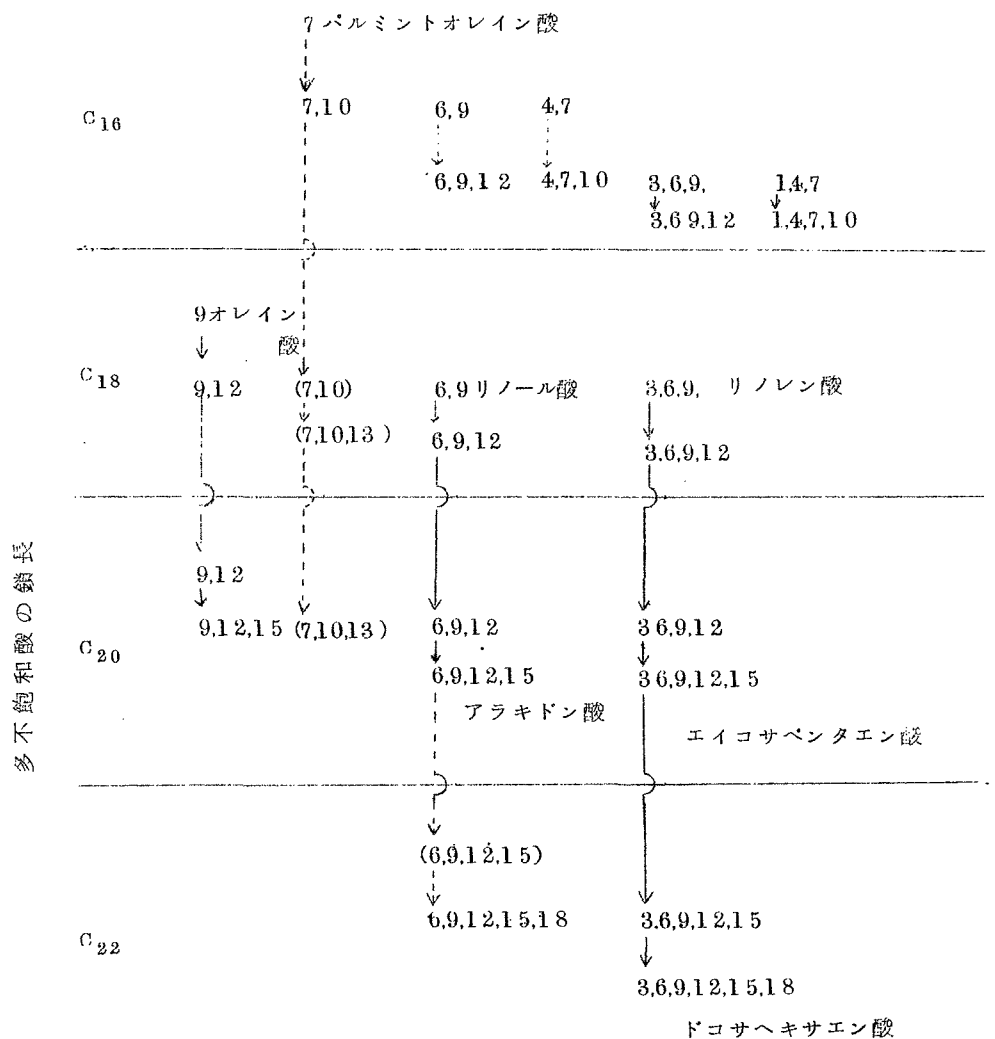 7 パルミントオレイン酸
C16
7,10 6,9 4,7
6,9,12 4,7,10 3,6,9, 1,4,7
3,6 9,12 1,4,7,10
9オレイン
酸
C18
9,12 (7,10) 6,9 リノール酸 3,6,9, リノレン酸
(7,10,13) 6,9,12 3,6,9,12
多不飽和酸の鎖長
9,12
C20
9,12,15 (7,10,13) 6,9,12 3 6,9,12
6,9,12,15 3 6,9,12,15
アラキドン酸
エイコサペンタエン酸
(6,9,12,15)
C22
6,9,12,15,18 3,6,9,12,15
3,6,9,12,15,18
ドコサヘキサエン酸